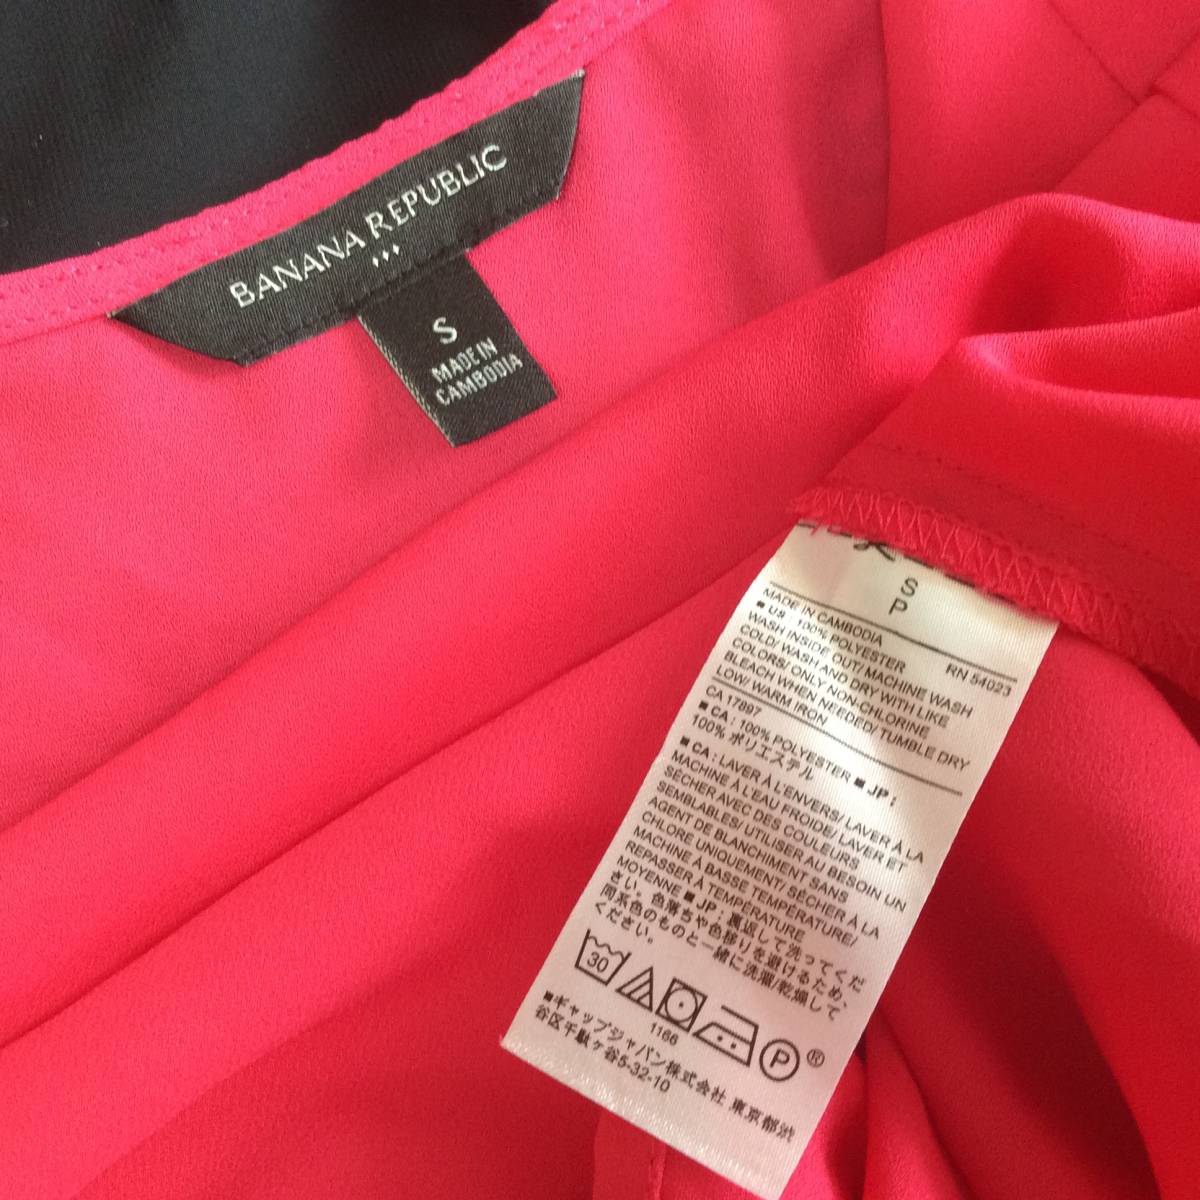 BANANA REPUBLIC
S
MADE IN
CAMBODIA
S
P
MADE IN CAMBODIA RN 54023
■ US : 100% POLYESTER
WASH INSIDE OUT/ MACHINE WASH
COLD/ WASH AND DRY WITH LIKE
COLORS/ ONLY NON-CHLORINE
BLEACH WHEN NEEDED/ TUMBLE DRY
LOW/ WARM IRON
CA 17897
■ CA : 100% POLYESTER ■ JP :
100% ポリエステル
■ CA : LAVER À L'ENVERS/ LAVER À LA
MACHINE À L'EAU FROIDE/ LAVER ET
SÉCHER AVEC DES COULEURS
SEMBLABLES/ UTILISER AU BESOIN UN
AGENT DE BLANCHIMENT SANS
CHLORE UNIQUEMENT/ SÉCHER À LA
MACHINE À BASSE TEMPÉRATURE/
REPASSER À TEMPÉRATURE
MOYENNE ■ JP : 裏返して洗ってくだ
さい。色落ちや色移りを避けるため、
同系色のものと一緒に洗濯/乾燥して
ください。
30
P ®
1166
■ギャップジャパン株式会社 東京都渋
谷区千駄ヶ谷5-32-10